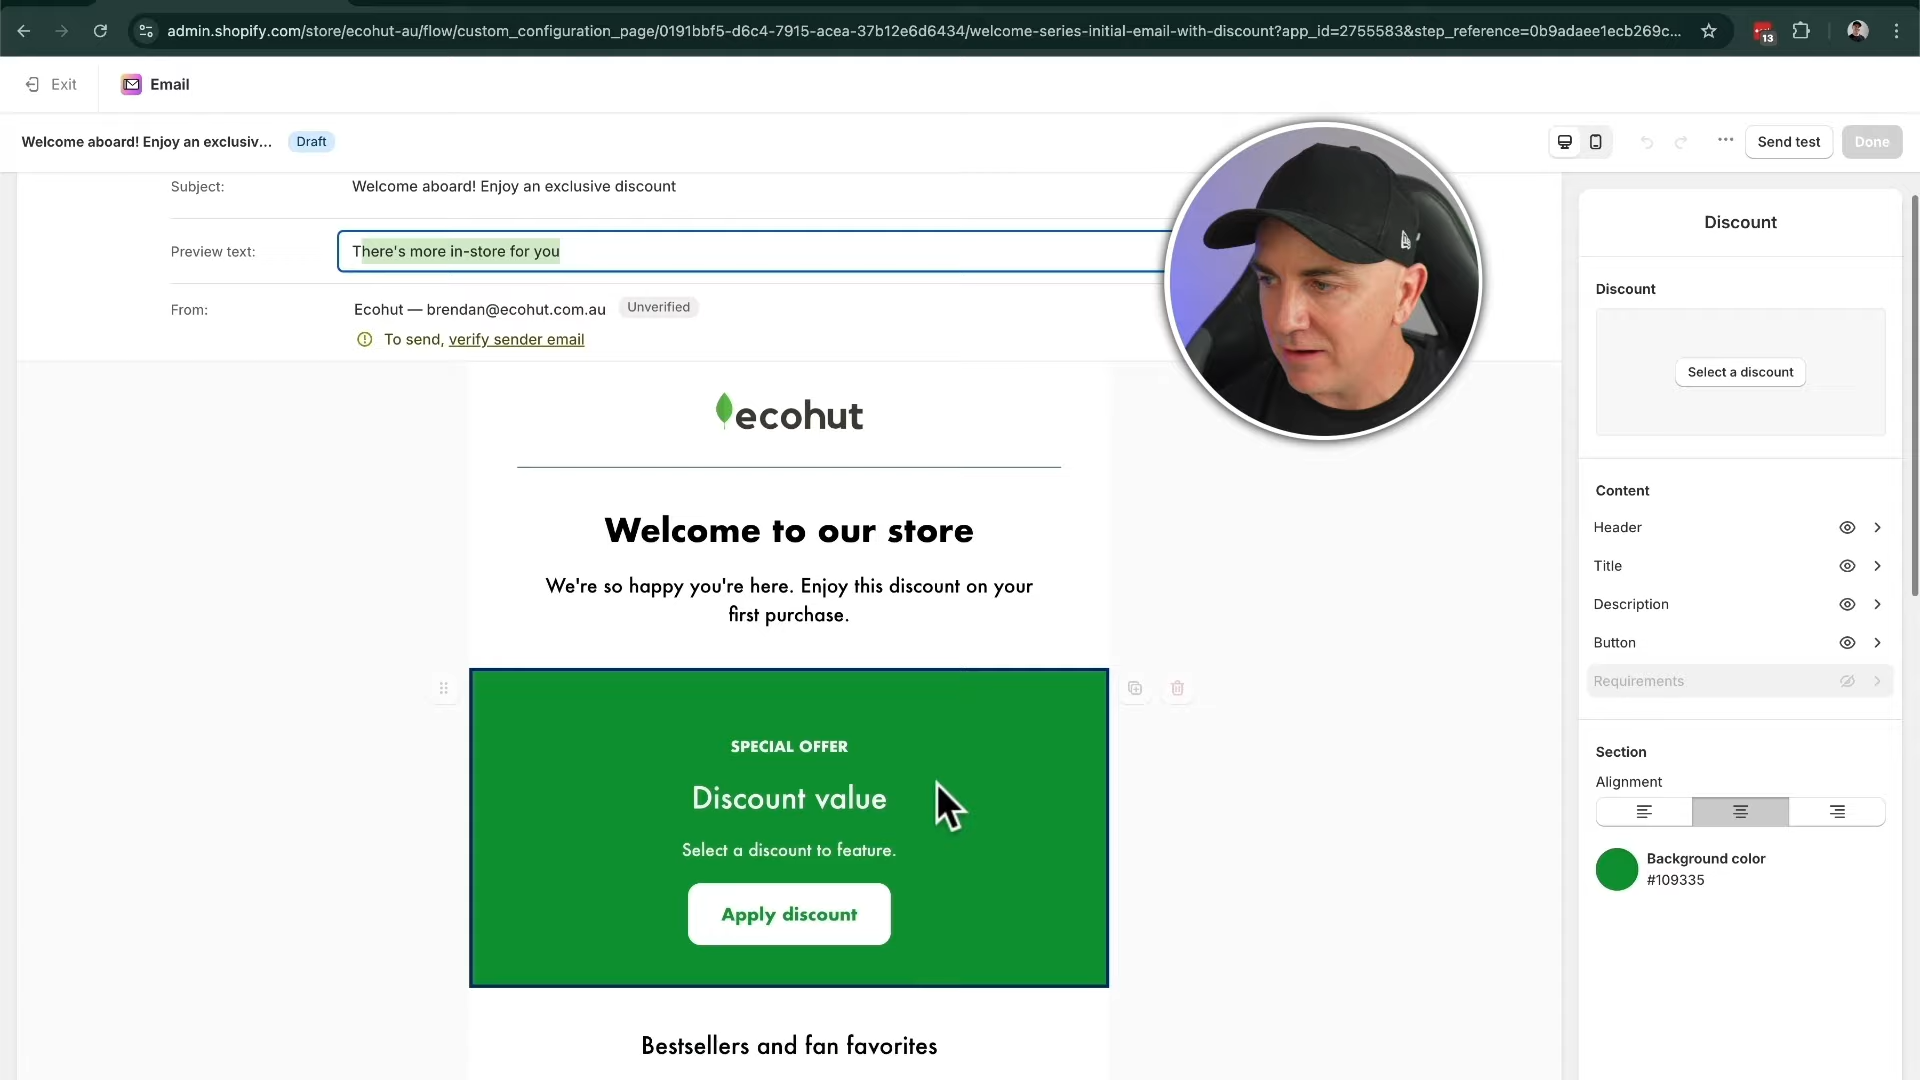 admin.shopify.com/store/ecohut-au/flow/custom_configuration_page/0191bbf5-d6c4-7915-acea-37b12e6d6434/welcome-series-initial-email-with-discount?app_id=2755583&step_reference=0b9adaee1ecb269c...
13
Exit
Email
Welcome aboard! Enjoy an exclusiv...
Draft
Send test
Done
Subject:
Welcome aboard! Enjoy an exclusive discount
Preview text:
There's more in-store for you
From:
Ecohut — brendan@ecohut.com.au
Unverified
To send, verify sender email
ecohut
Welcome to our store
We're so happy you're here. Enjoy this discount on your
first purchase.
SPECIAL OFFER
Discount value
Select a discount to feature.
Apply discount
Bestsellers and fan favorites
Discount
Discount
Select a discount
Content
Header
Title
Description
Button
Requirements
Section
Alignment
Background color
#109335